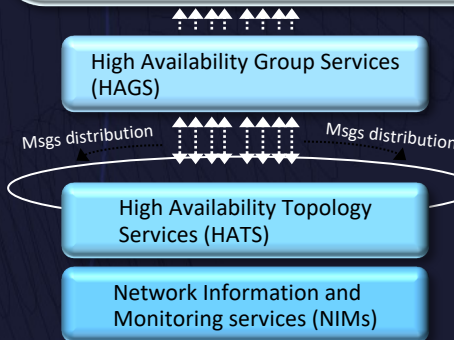 High Availability Group Services
(HAGS)
Msgs distribution
Msgs distribution
High Availability Topology
Services (HATS)
Network Information and
Monitoring services (NIMs)